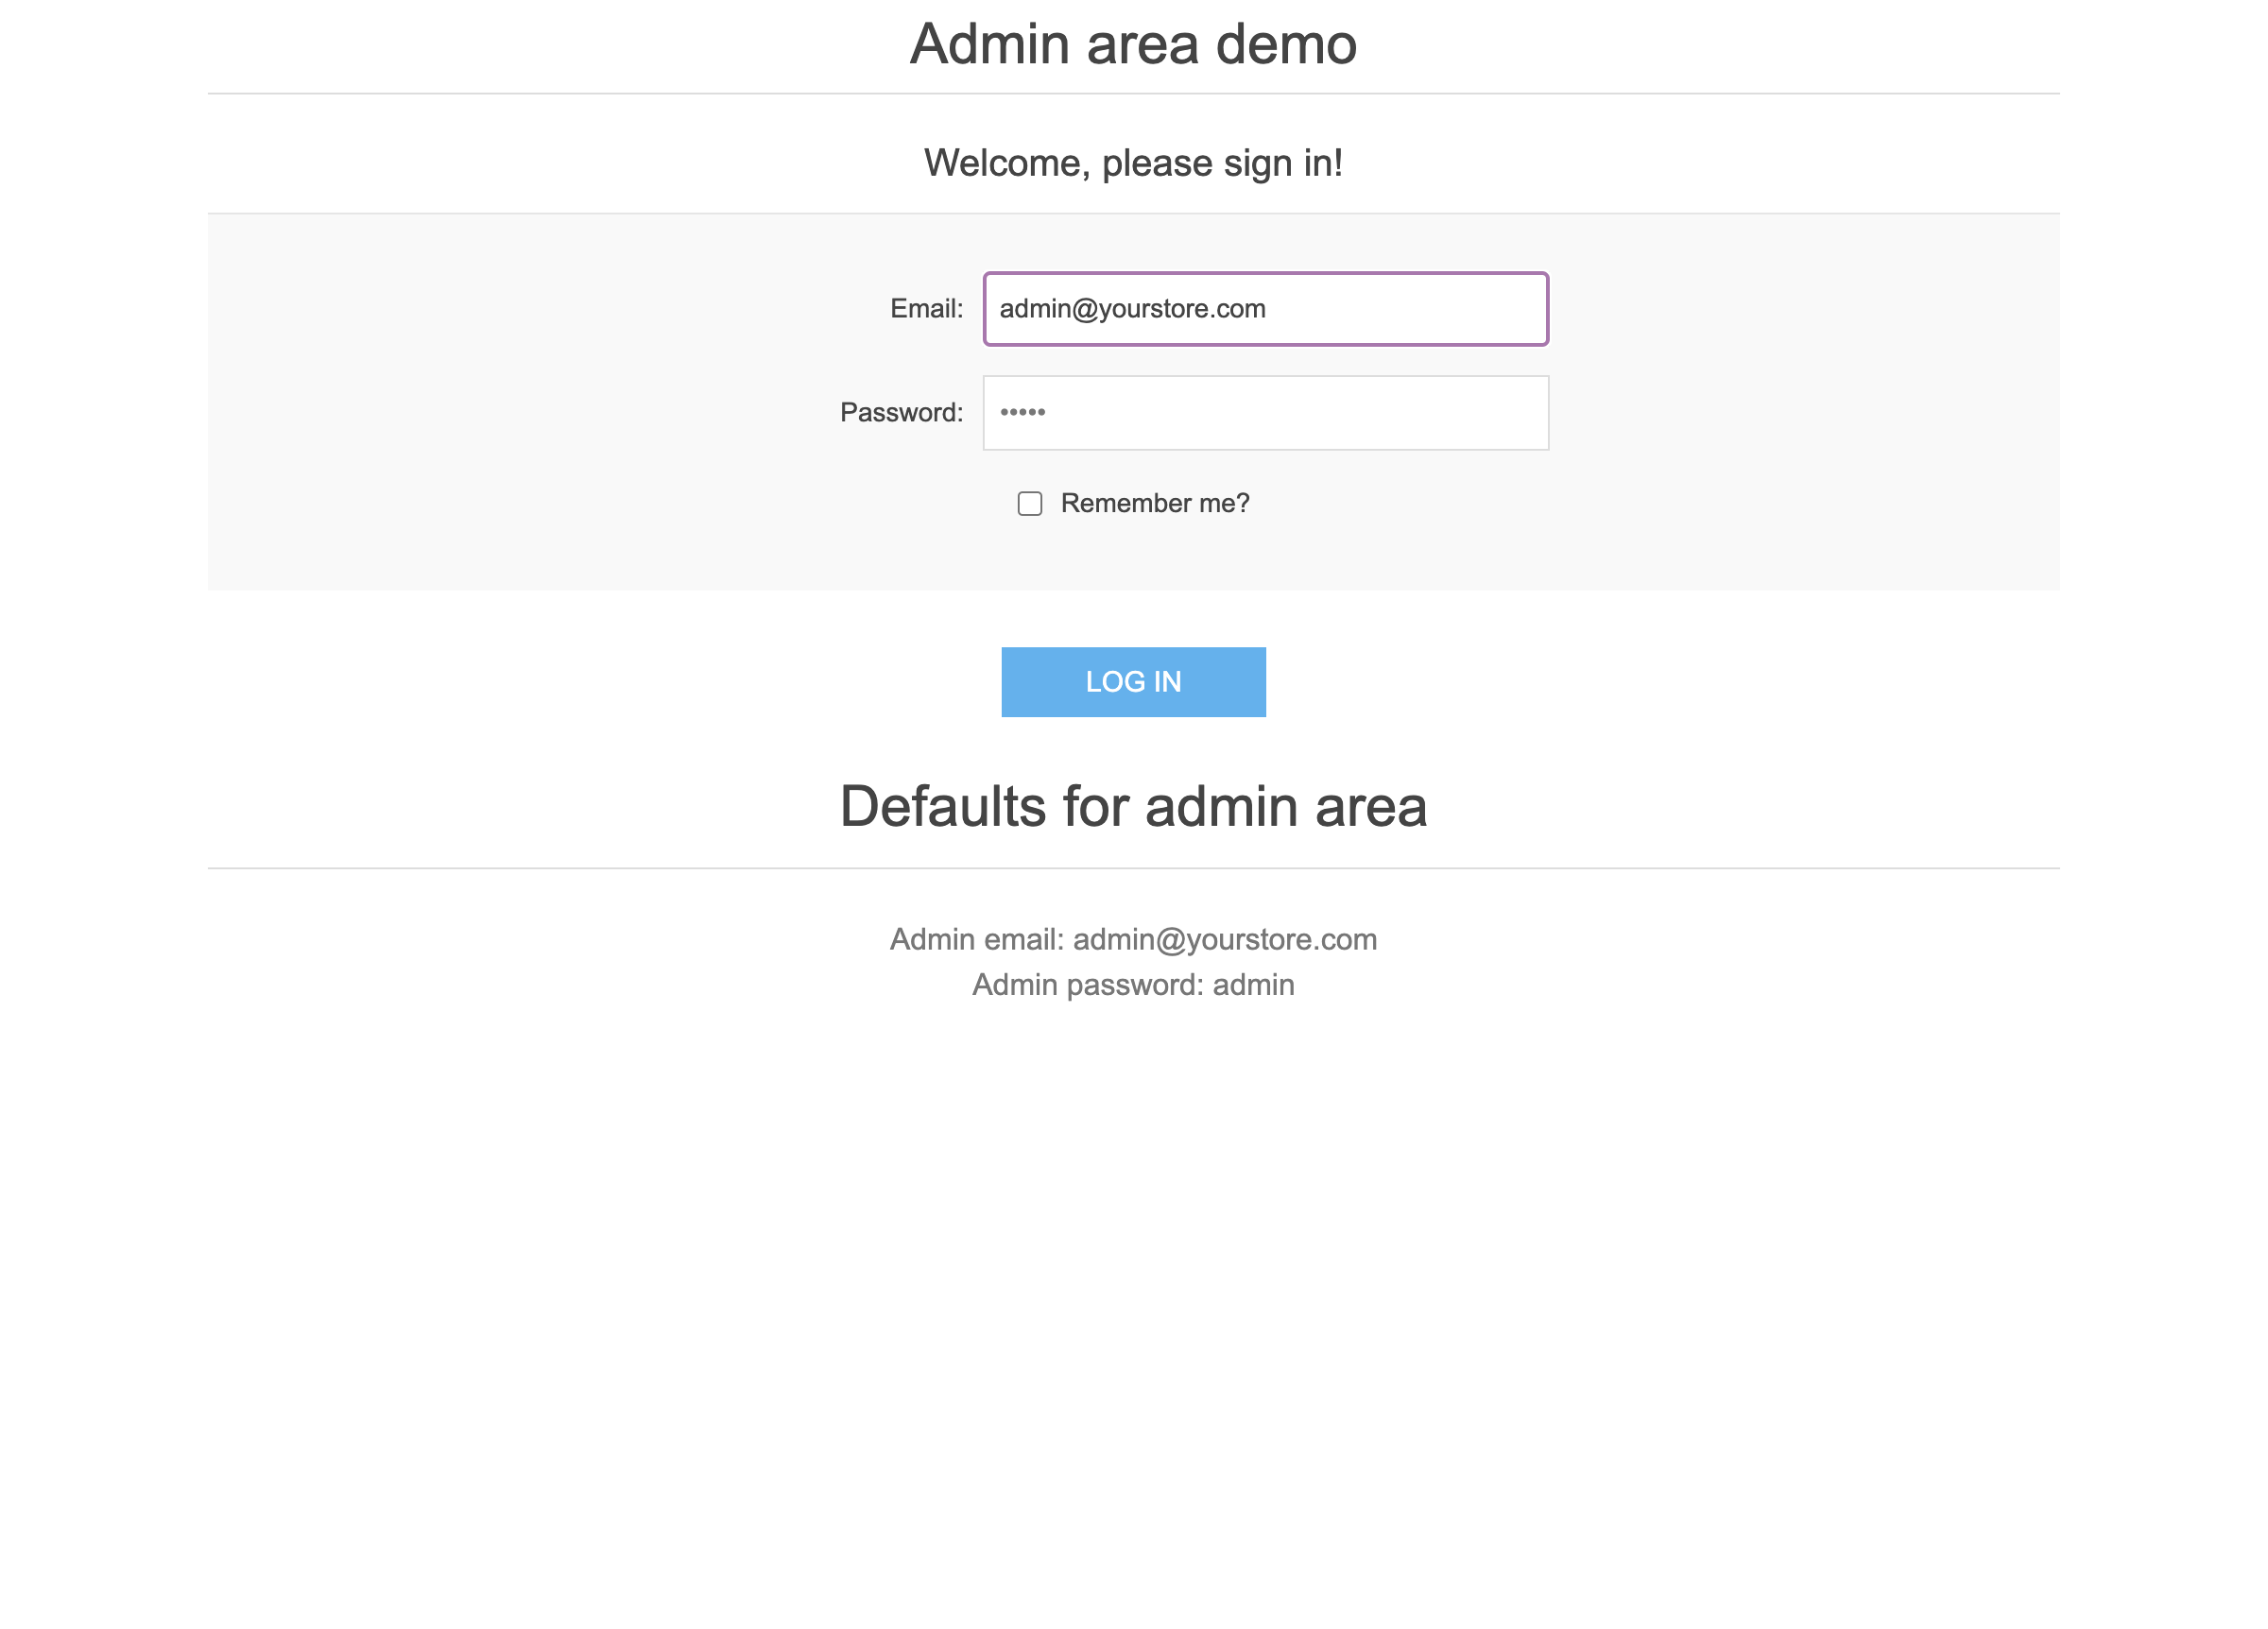 Admin area demo
Welcome, please sign in!
Email: admin@yourstore.com
Password: •••••
Remember me?
LOG IN
Defaults for admin area
Admin email: admin@yourstore.com
Admin password: admin